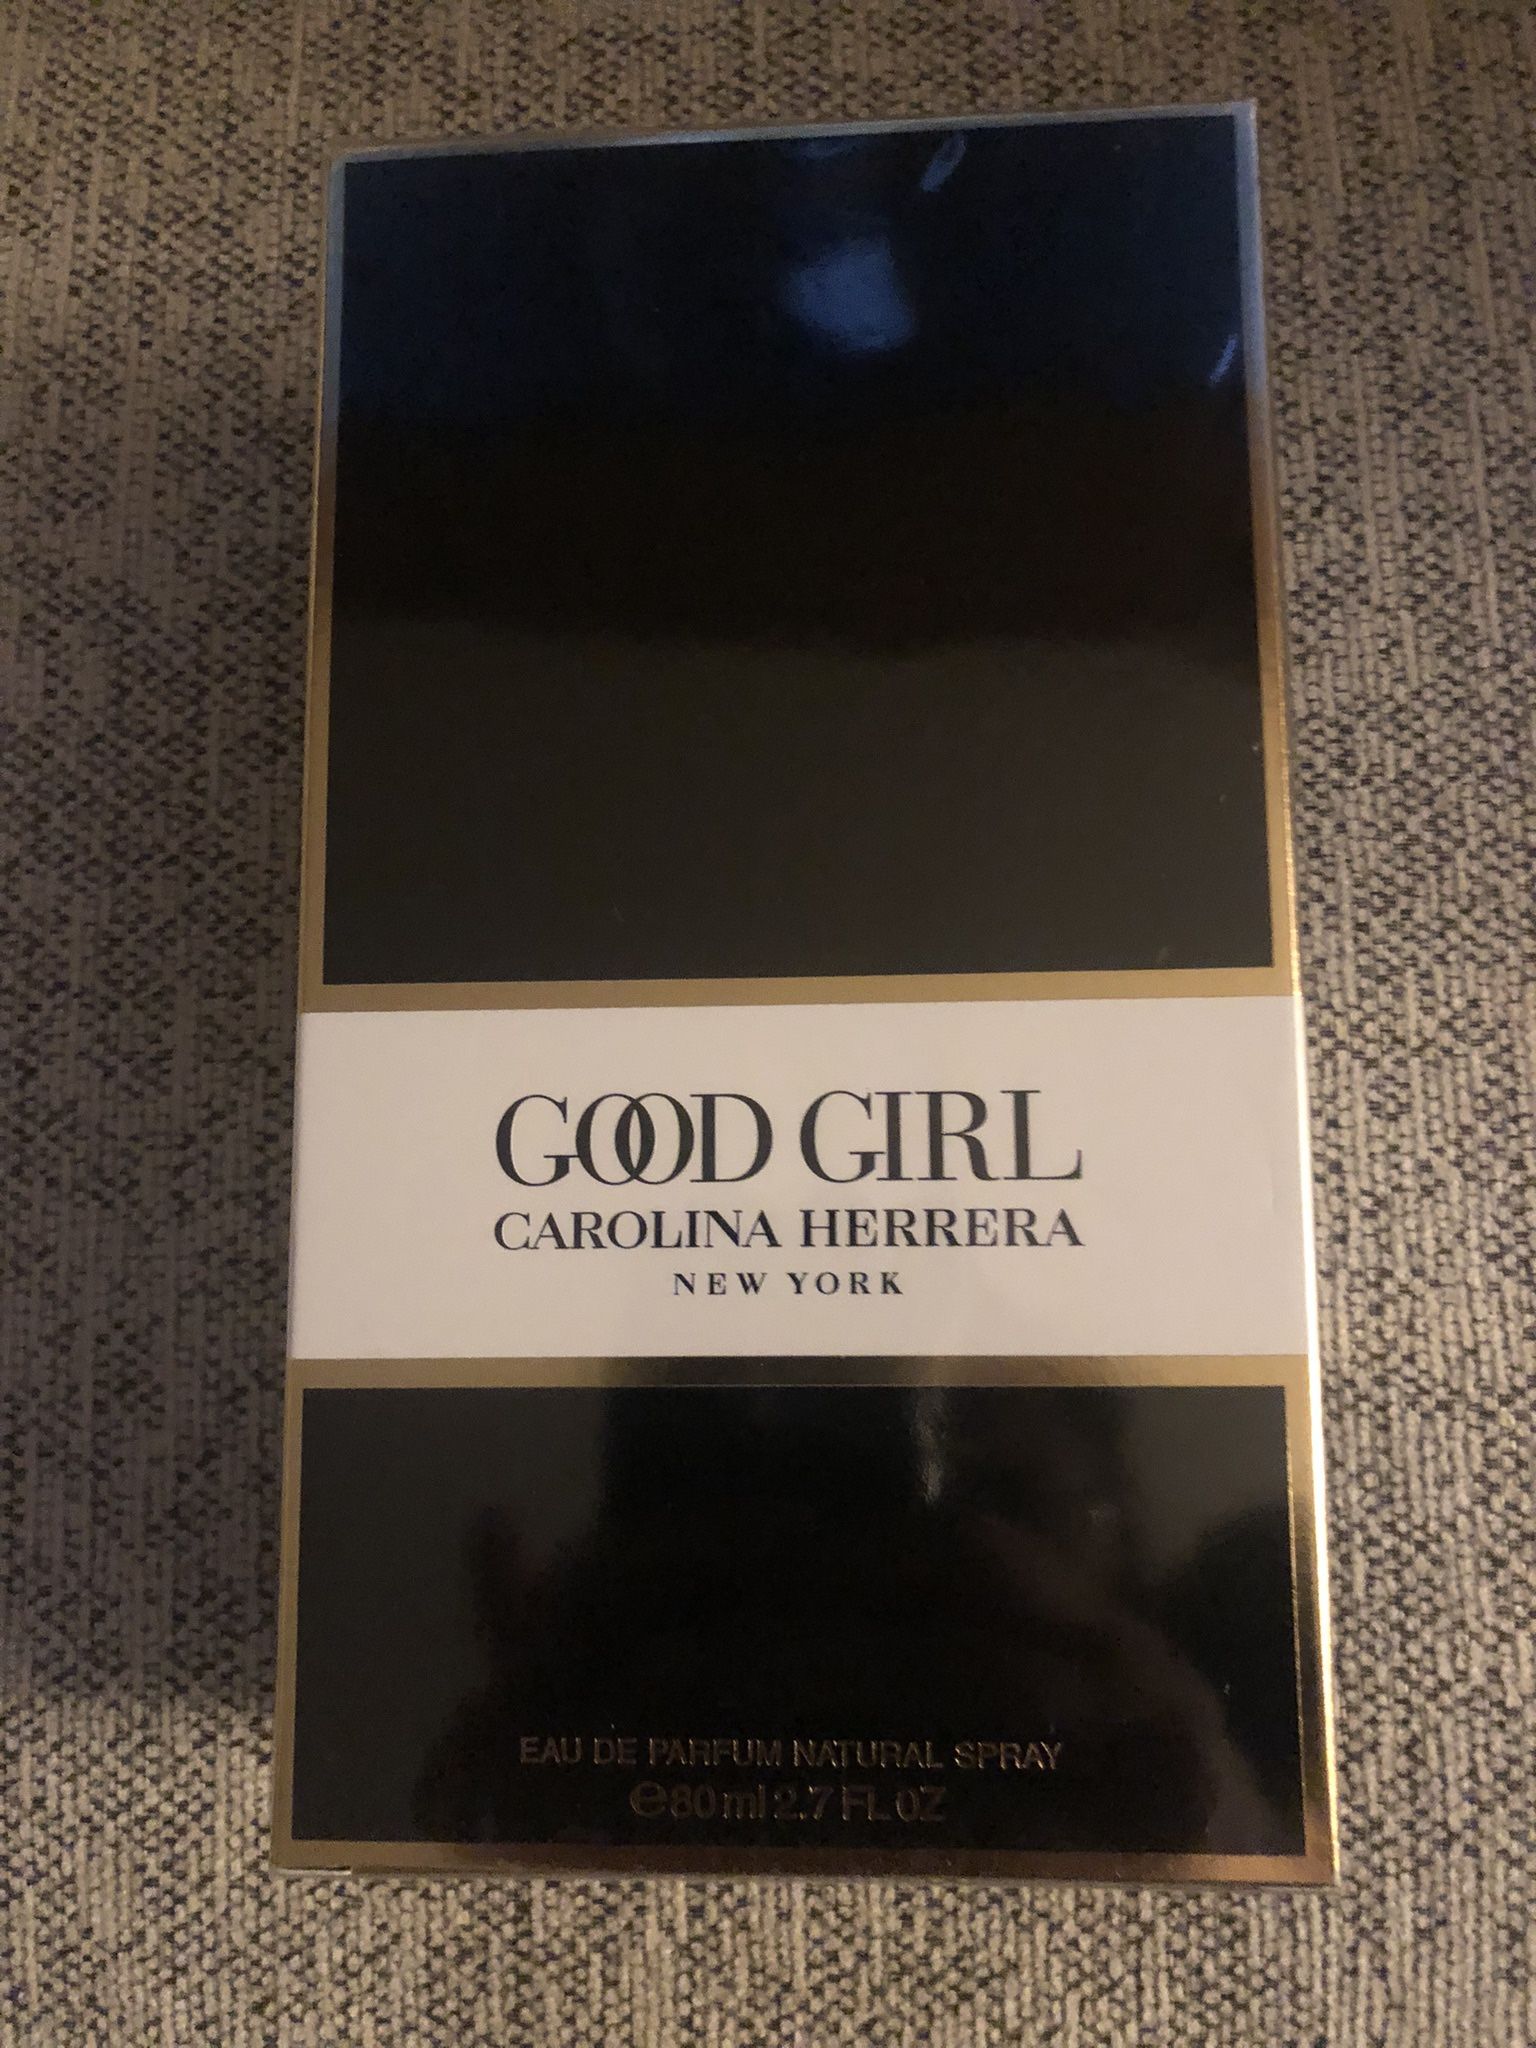 GOOD GIRL
CAROLINA HERRERA
NEW YORK
EAU DE PARFUM NATURAL SPRAY
℮80ml 2.7 FL OZ